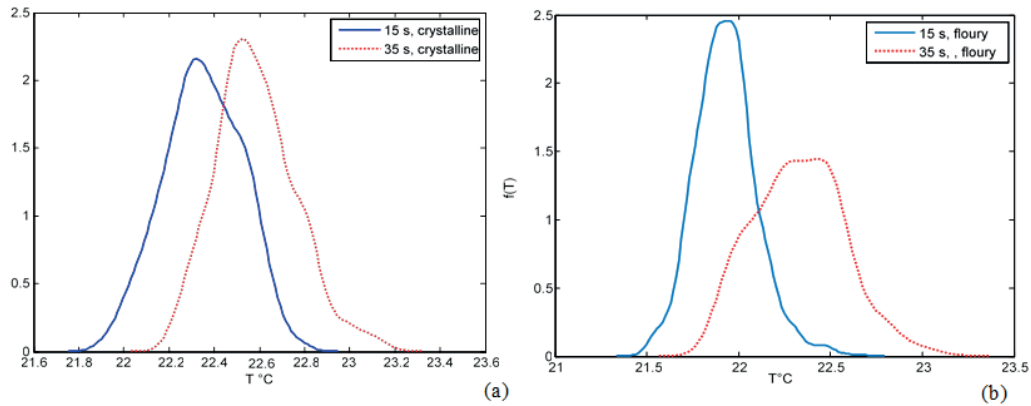 2.5
2
1.5
1
0.5
0
21.6 21.8 22 22.2 22.4 22.6 22.8 23 23.2 23.4 23.6
T °C
15 s, crystalline
35 s, crystalline
(a)
2.5
2
1.5
1
0.5
0
f(T)
21 21.5 22 22.5 23 23.5
T°C
15 s, floury
35 s, , floury
(b)